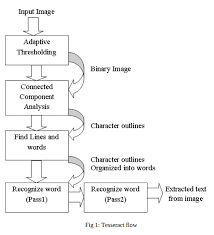 Input Image
Adaptive
Thresholding
Binary Image
Connected
Component
Analysis
Character outlines
Find Lines and
words
Character outlines
Organized into words
Recognize word
(Pass1)
Recognize word
(Pass2)
Extracted text
from image
Fig 1: Tesseract flow